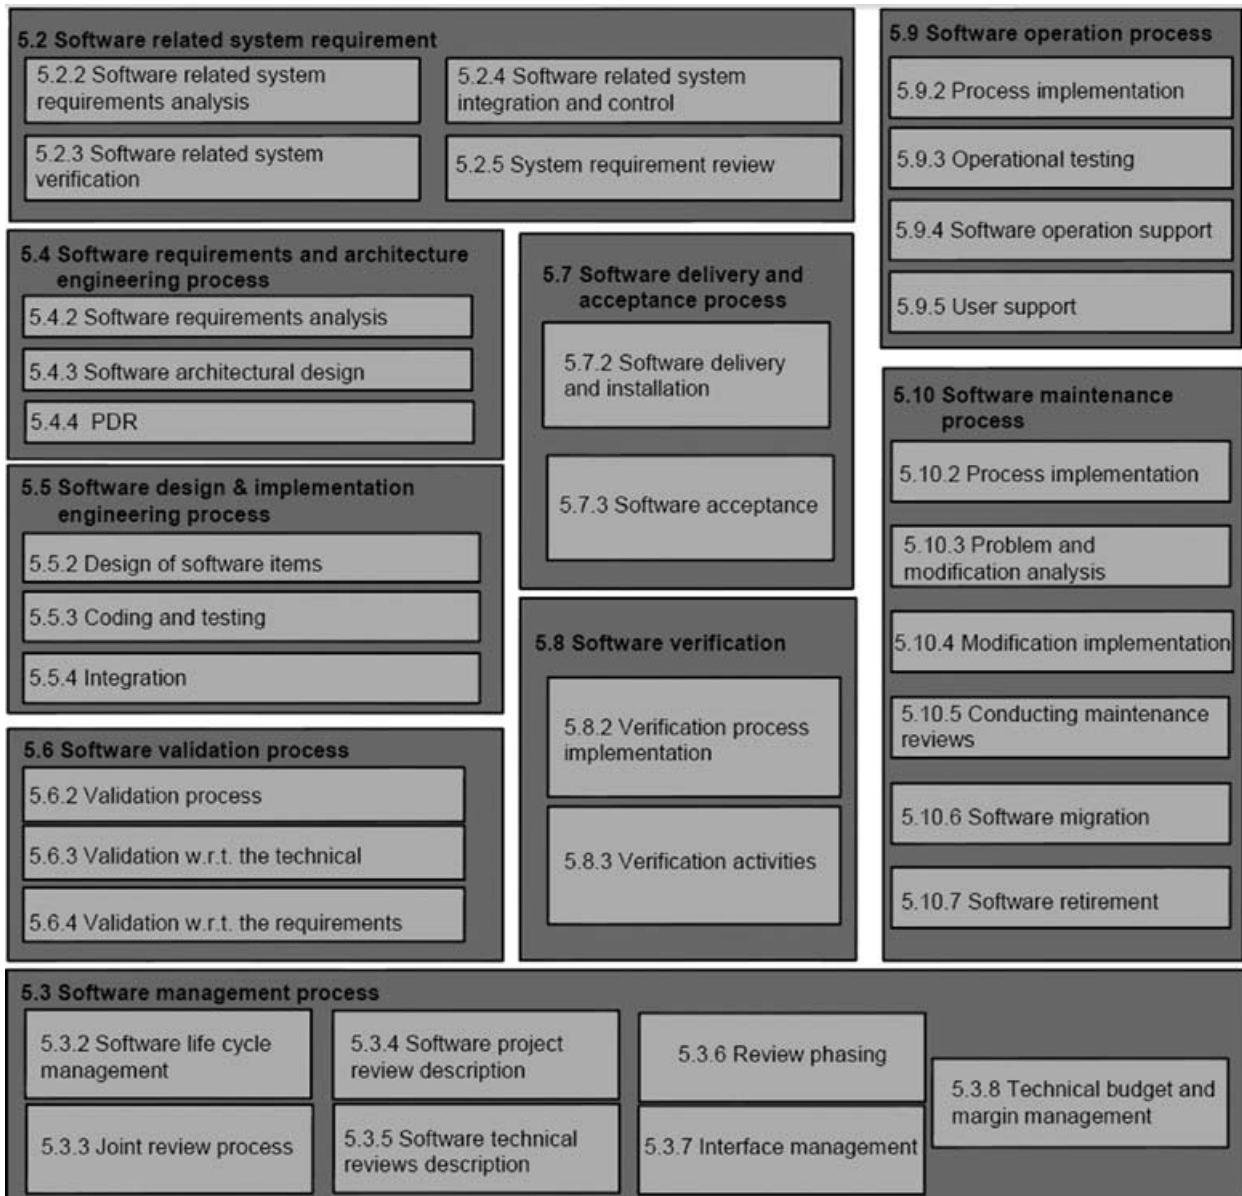 5.2 Software related system requirement
5.2.2 Software related system
requirements analysis
5.2.4 Software related system
integration and control
5.2.3 Software related system
verification
5.2.5 System requirement review
5.9 Software operation process
5.9.2 Process implementation
5.9.3 Operational testing
5.9.4 Software operation support
5.9.5 User support
5.4 Software requirements and architecture
engineering process
5.4.2 Software requirements analysis
5.4.3 Software architectural design
5.4.4 PDR
5.7 Software delivery and
acceptance process
5.7.2 Software delivery
and installation
5.7.3 Software acceptance
5.10 Software maintenance
process
5.10.2 Process implementation
5.10.3 Problem and
modification analysis
5.10.4 Modification implementation
5.10.5 Conducting maintenance
reviews
5.10.6 Software migration
5.10.7 Software retirement
5.5 Software design & implementation
engineering process
5.5.2 Design of software items
5.5.3 Coding and testing
5.5.4 Integration
5.8 Software verification
5.8.2 Verification process
implementation
5.8.3 Verification activities
5.6 Software validation process
5.6.2 Validation process
5.6.3 Validation w.r.t. the technical
5.6.4 Validation w.r.t. the requirements
5.3 Software management process
5.3.2 Software life cycle
management
5.3.4 Software project
review description
5.3.6 Review phasing
5.3.8 Technical budget and
margin management
5.3.3 Joint review process
5.3.5 Software technical
reviews description
5.3.7 Interface management